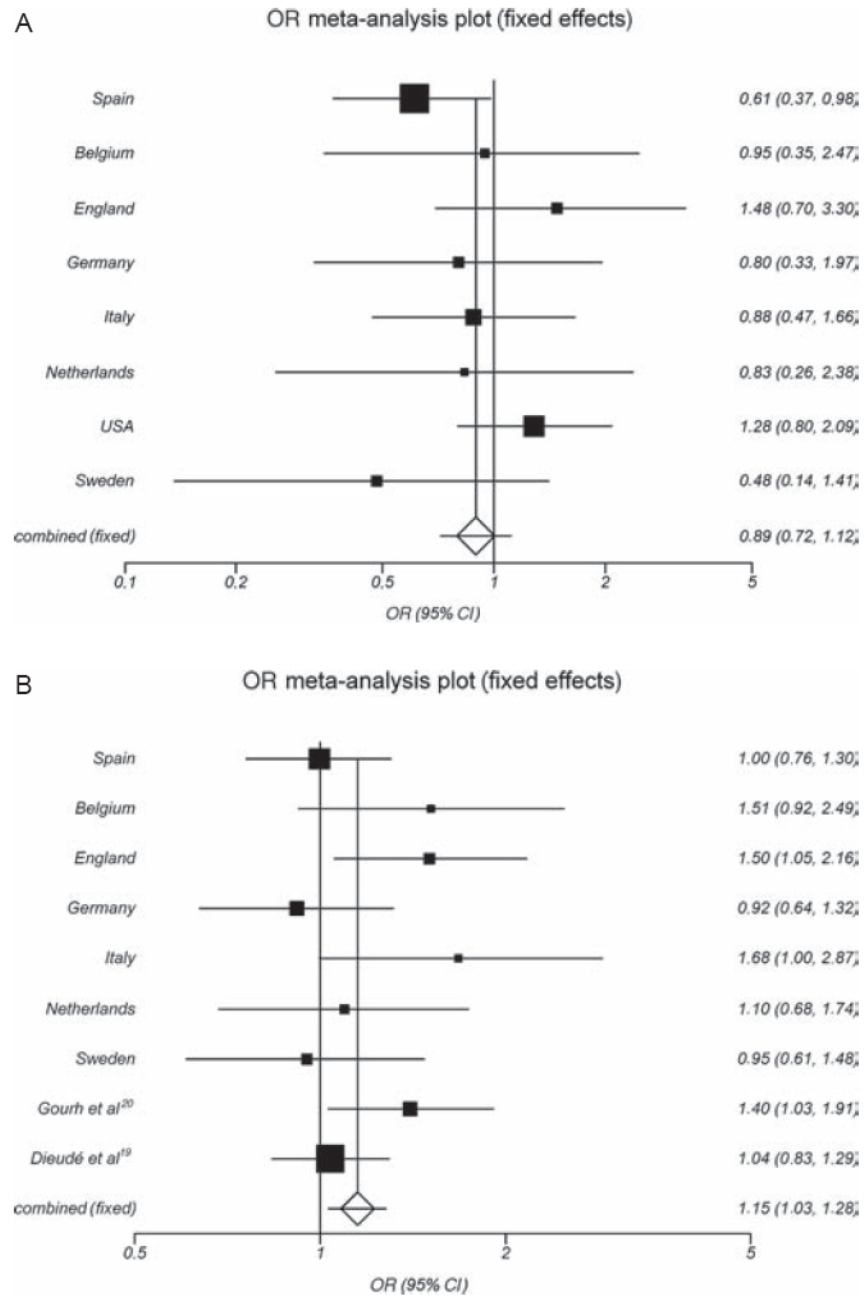 A
OR meta-analysis plot (fixed effects)
Spain 0.61 (0.37, 0.98)
Belgium 0.95 (0.35, 2.47)
England 1.48 (0.70, 3.30)
Germany 0.80 (0.33, 1.97)
Italy 0.88 (0.47, 1.66)
Netherlands 0.83 (0.26, 2.38)
USA 1.28 (0.80, 2.09)
Sweden 0.48 (0.14, 1.41)
combined (fixed) 0.89 (0.72, 1.12)
0.1 0.2 0.5 1 2 5
OR (95% CI)
B
OR meta-analysis plot (fixed effects)
Spain 1.00 (0.76, 1.30)
Belgium 1.51 (0.92, 2.49)
England 1.50 (1.05, 2.16)
Germany 0.92 (0.64, 1.32)
Italy 1.68 (1.00, 2.87)
Netherlands 1.10 (0.68, 1.74)
Sweden 0.95 (0.61, 1.48)
Gourh et al²⁰ 1.40 (1.03, 1.91)
Dieudé et al¹⁹ 1.04 (0.83, 1.29)
combined (fixed) 1.15 (1.03, 1.28)
0.5 1 2 5
OR (95% CI)